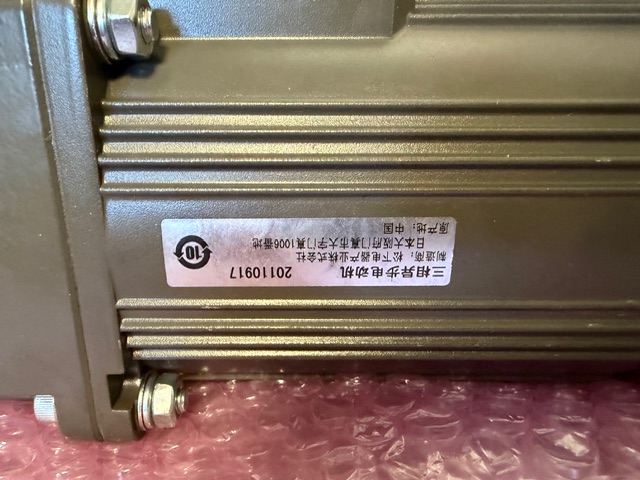 三相异步电动机 20110917
制造商：松下电器产业株式会社
日本大阪府门真市大字门真1006番地
原产地：中国
10